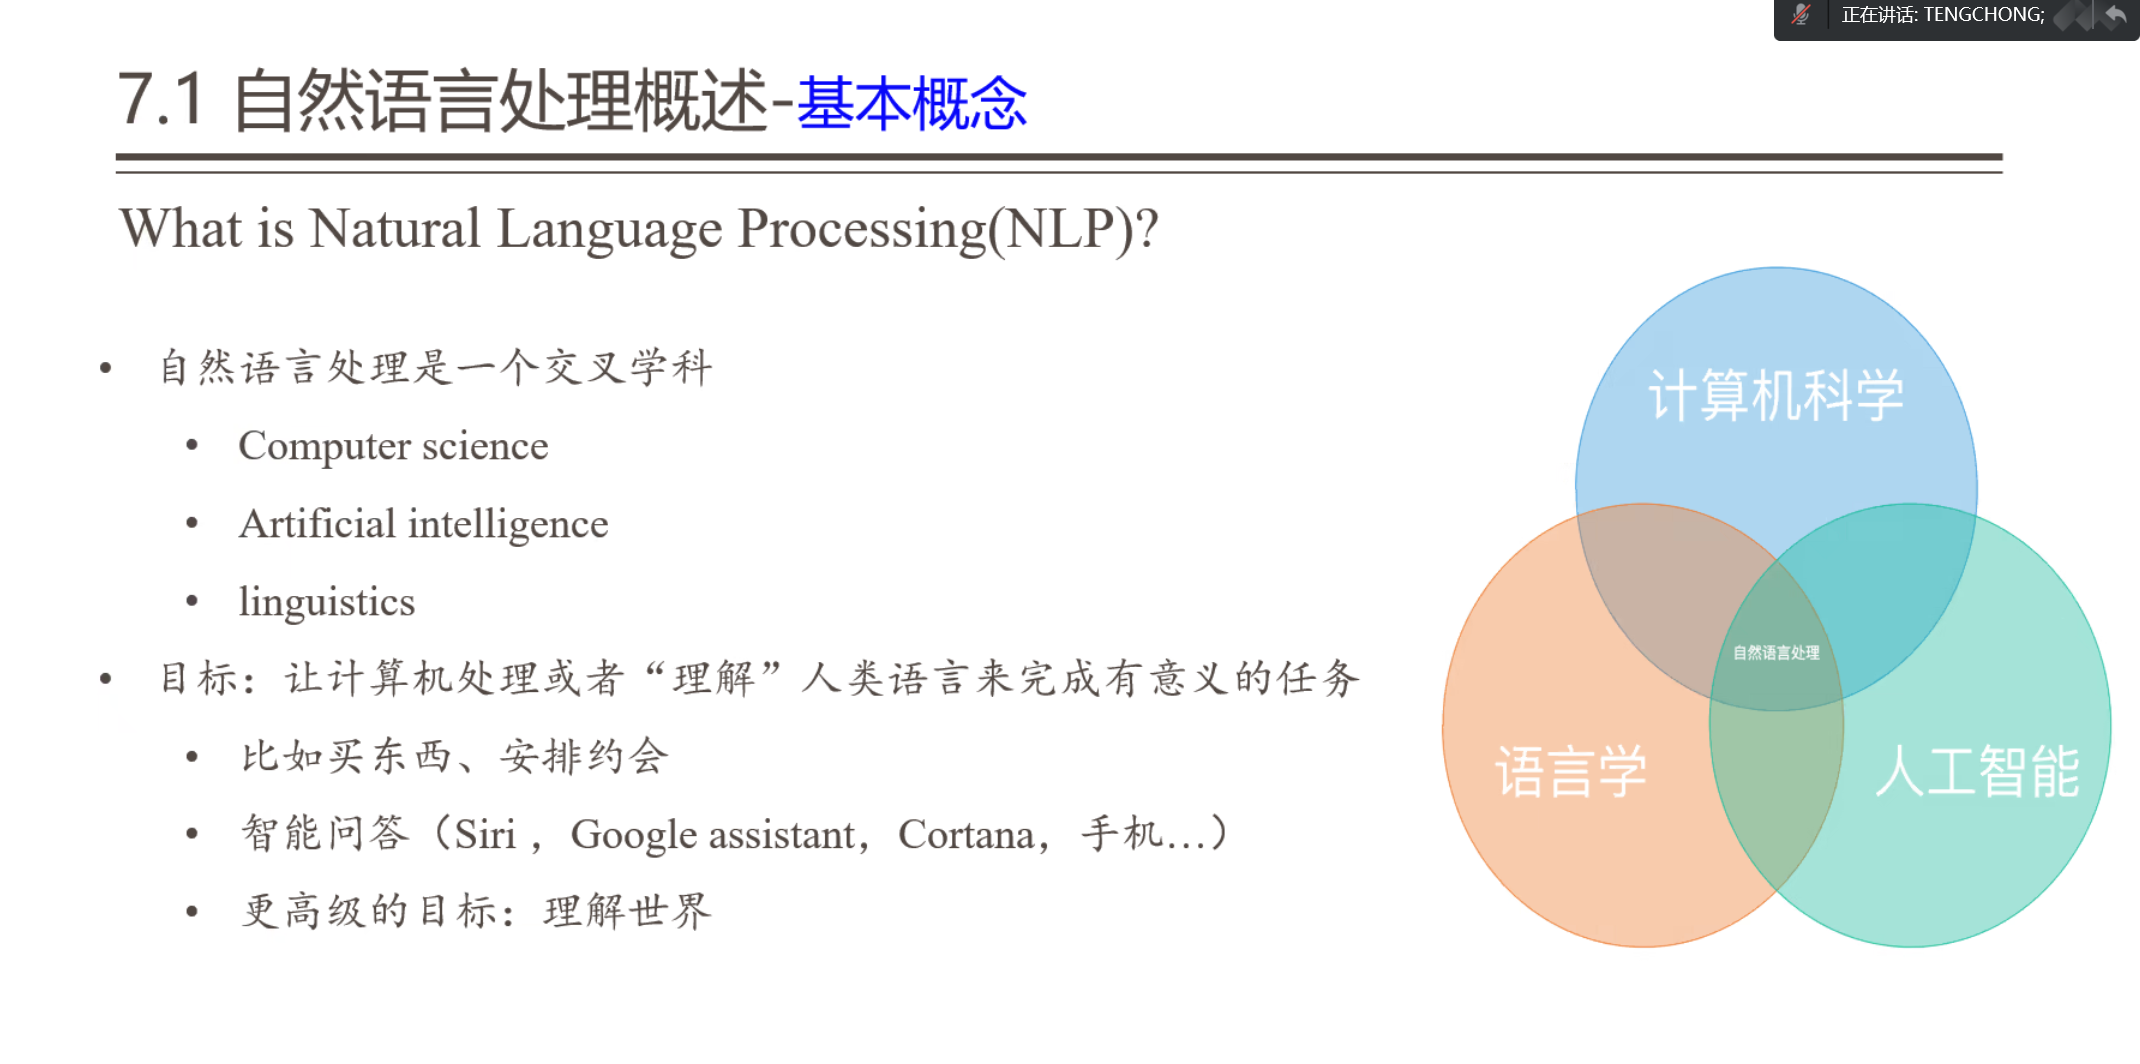 正在讲话: TENGCHONG;
7.1 自然语言处理概述-基本概念
What is Natural Language Processing(NLP)?
• 自然语言处理是一个交叉学科
• Computer science
• Artificial intelligence
• linguistics
• 目标：让计算机处理或者“理解”人类语言来完成有意义的任务
• 比如买东西、安排约会
• 智能问答（Siri ，Google assistant，Cortana，手机…）
• 更高级的目标：理解世界
计算机科学
自然语言处理
语言学
人工智能